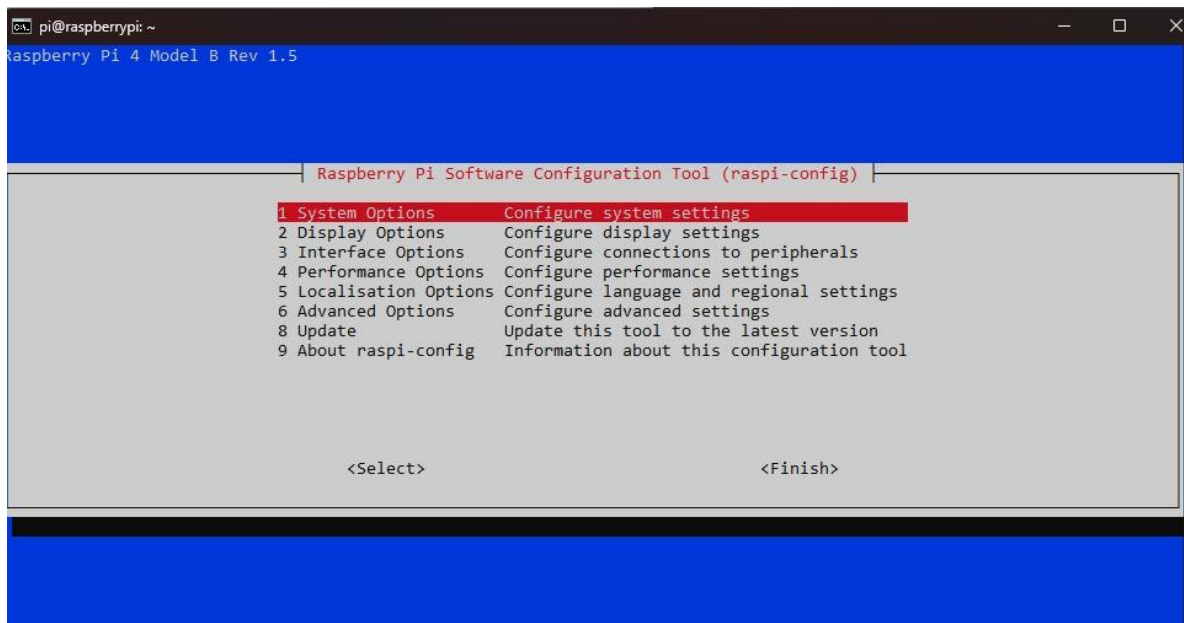 pi@raspberrypi: ~
Raspberry Pi 4 Model B Rev 1.5
Raspberry Pi Software Configuration Tool (raspi-config)
1 System Options Configure system settings
2 Display Options Configure display settings
3 Interface Options Configure connections to peripherals
4 Performance Options Configure performance settings
5 Localisation Options Configure language and regional settings
6 Advanced Options Configure advanced settings
8 Update Update this tool to the latest version
9 About raspi-config Information about this configuration tool
<Select> <Finish>